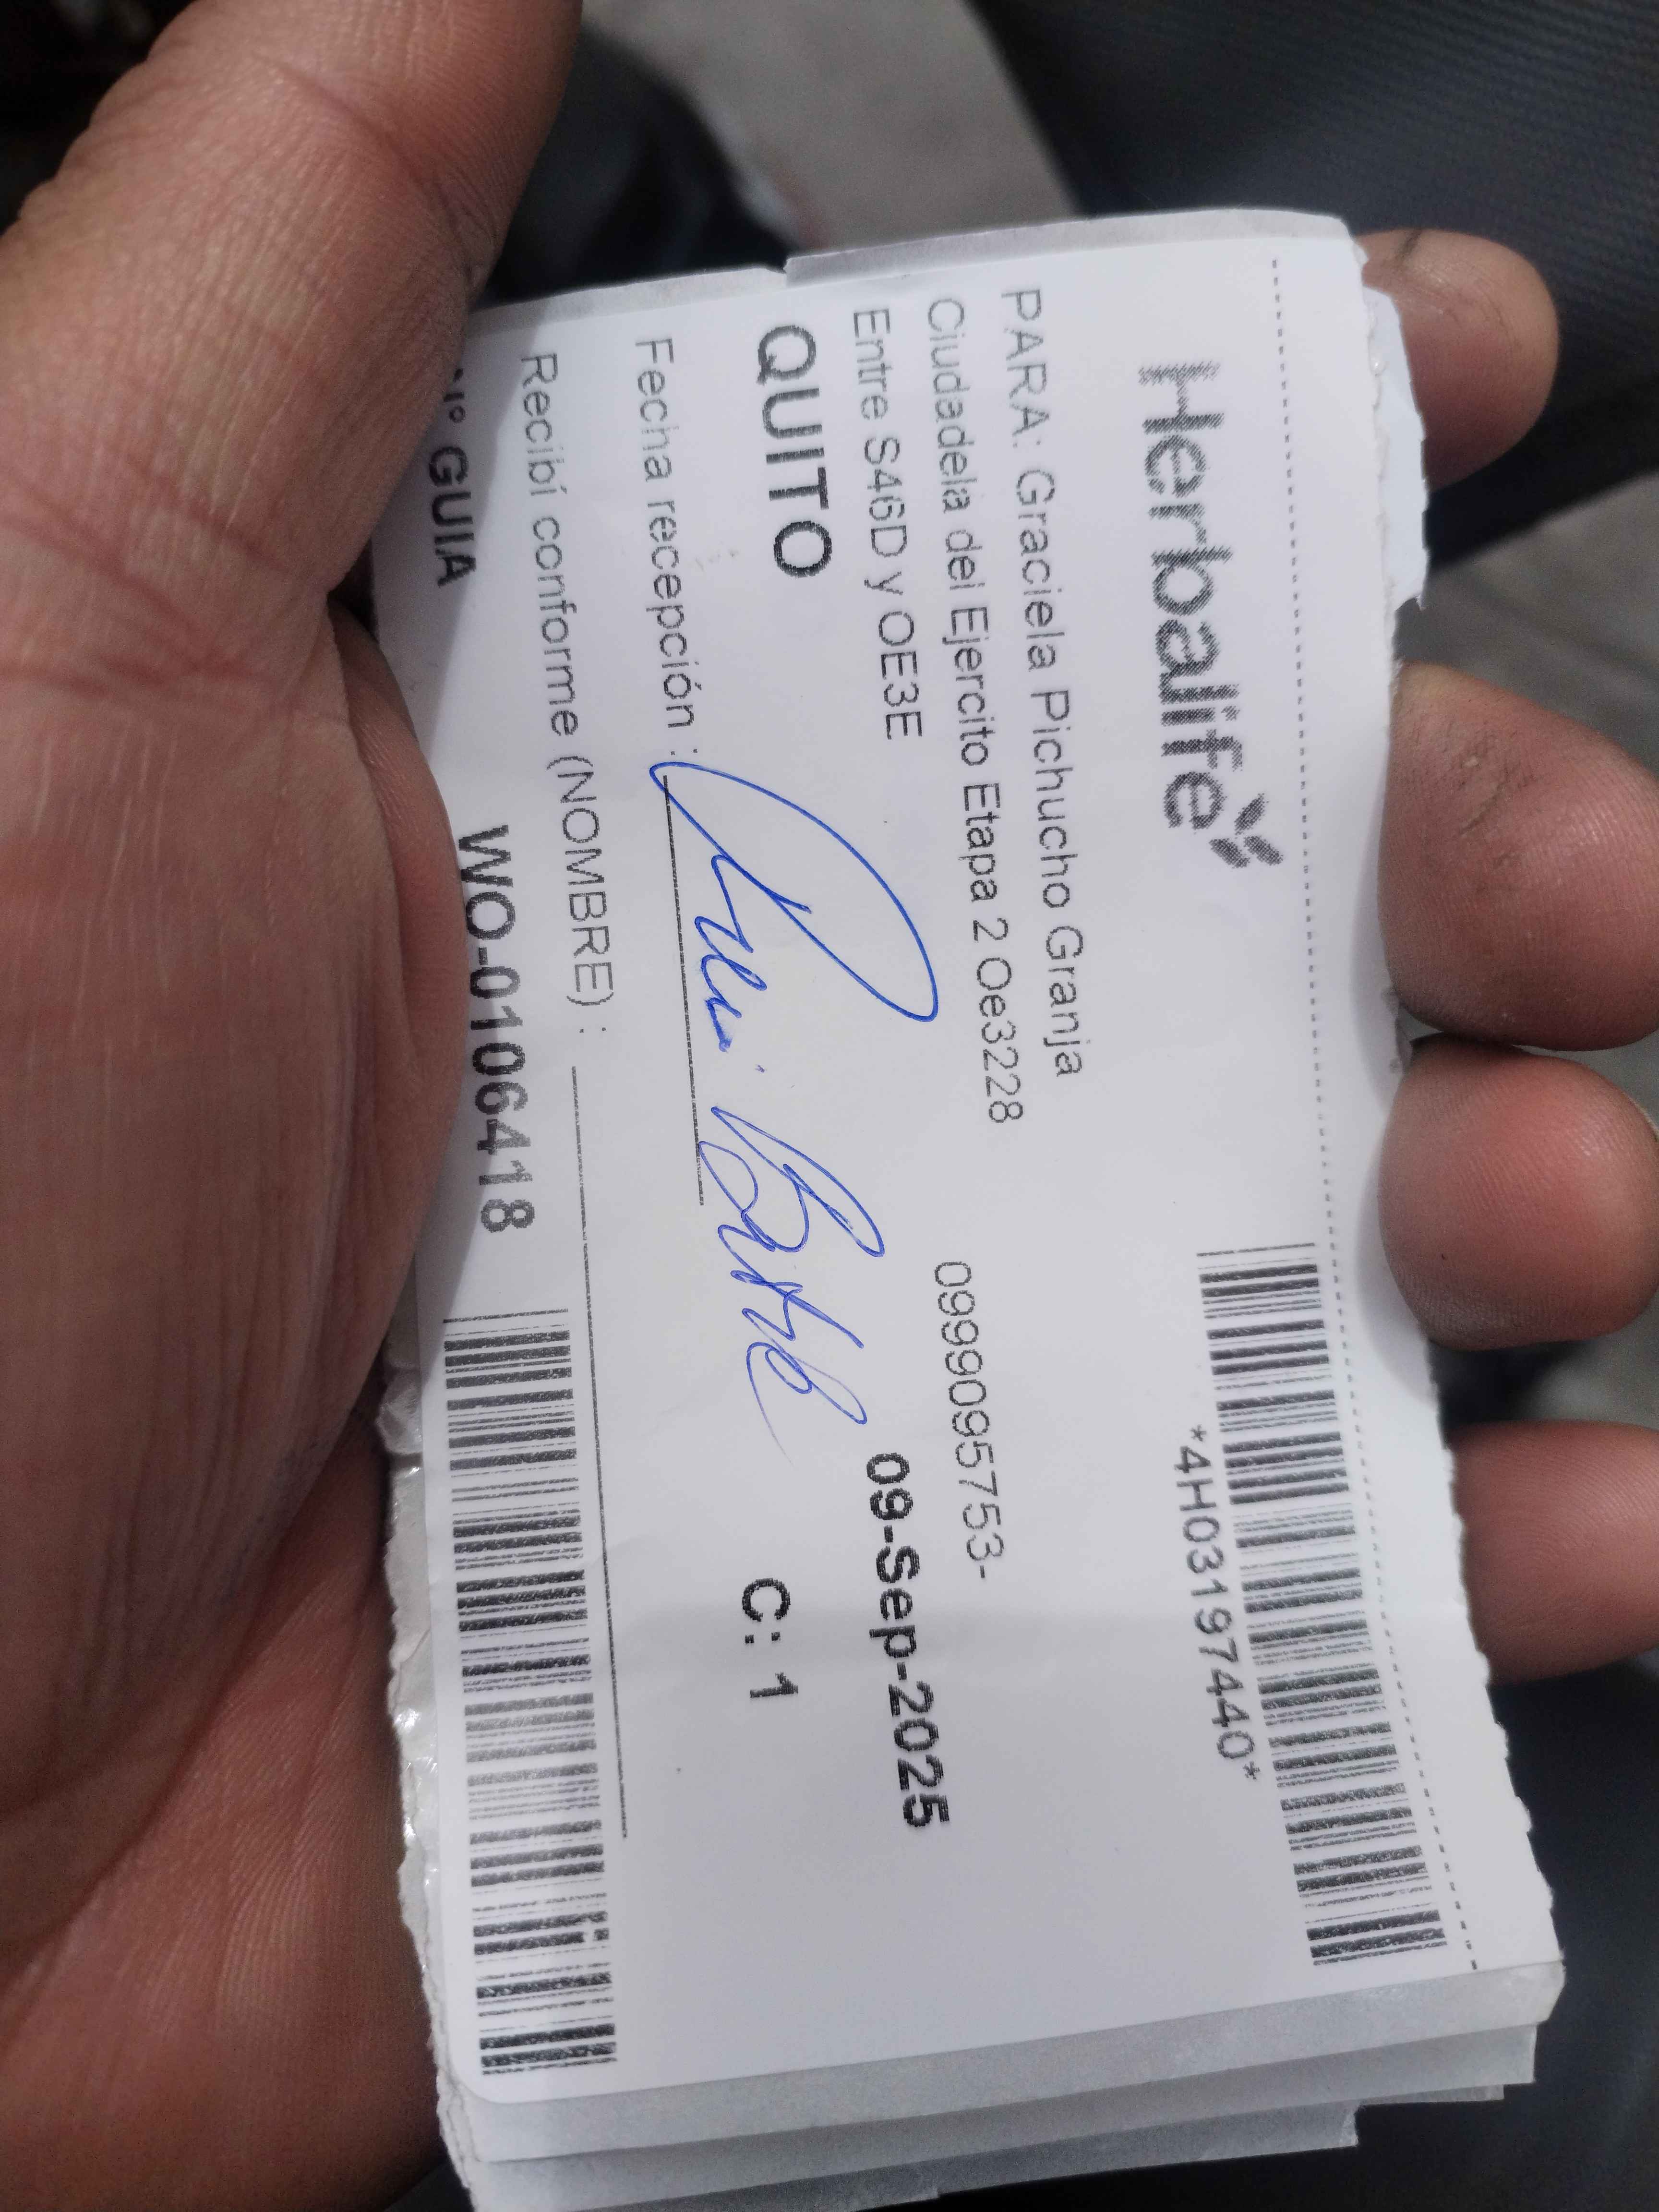 Herbalife
*4H03197440*
PARA: Graciela Pichucho Granja
Ciudadela del Ejercito Etapa 2 Oe3228
0999095753-
Entre S46D y OE3E
09-Sep-2025
QUITO
C: 1
Fecha recepción :
Recibí conforme (NOMBRE) :
N° GUIA WO-0106418